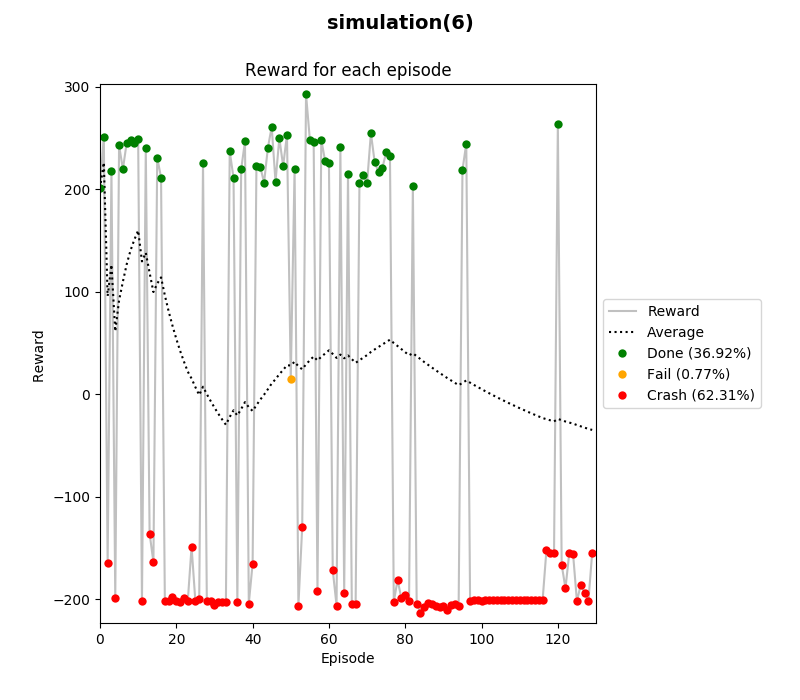 simulation(6)
Reward for each episode
300
200
100
0
−100
−200
Reward
0 20 40 60 80 100 120
Episode
Reward
Average
Done (36.92%)
Fail (0.77%)
Crash (62.31%)